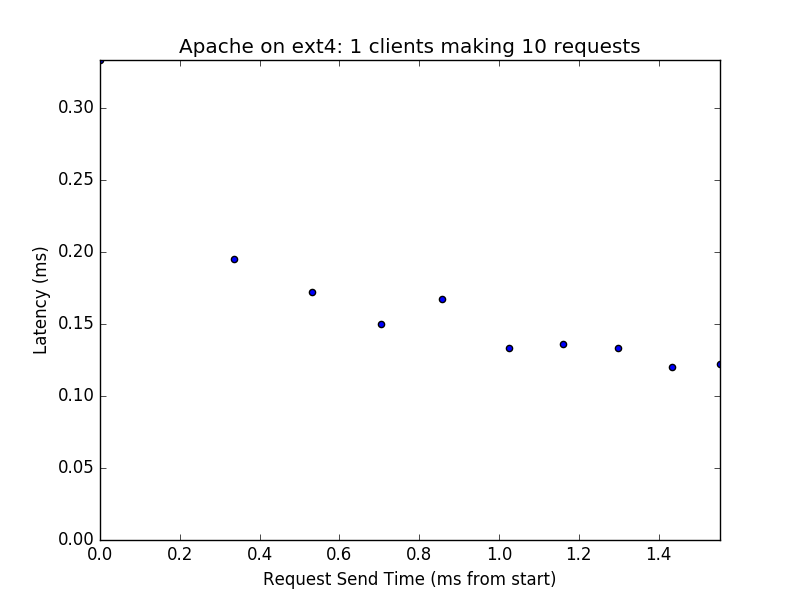 Apache on ext4: 1 clients making 10 requests
0.30
0.25
0.20
0.15
0.10
0.05
0.00
Latency (ms)
0.0 0.2 0.4 0.6 0.8 1.0 1.2 1.4
Request Send Time (ms from start)